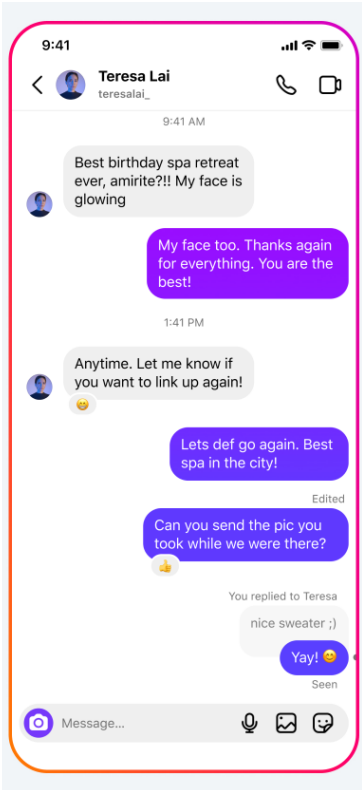 9:41
Teresa Lai
teresalai_
9:41 AM
Best birthday spa retreat
ever, amirite?!! My face is
glowing
My face too. Thanks again
for everything. You are the
best!
1:41 PM
Anytime. Let me know if
you want to link up again!
Lets def go again. Best
spa in the city!
Edited
Can you send the pic you
took while we were there?
You replied to Teresa
nice sweater ;)
Yay! 😊
Seen
Message...